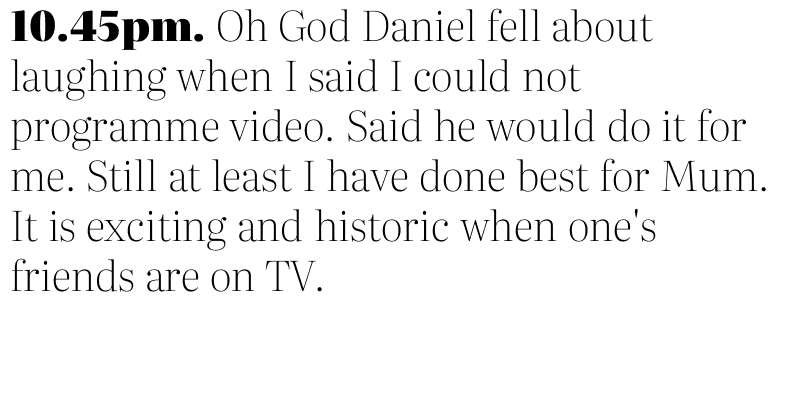 10.45pm. Oh God Daniel fell about
laughing when I said I could not
programme video. Said he would do it for
me. Still at least I have done best for Mum.
It is exciting and historic when one's
friends are on TV.